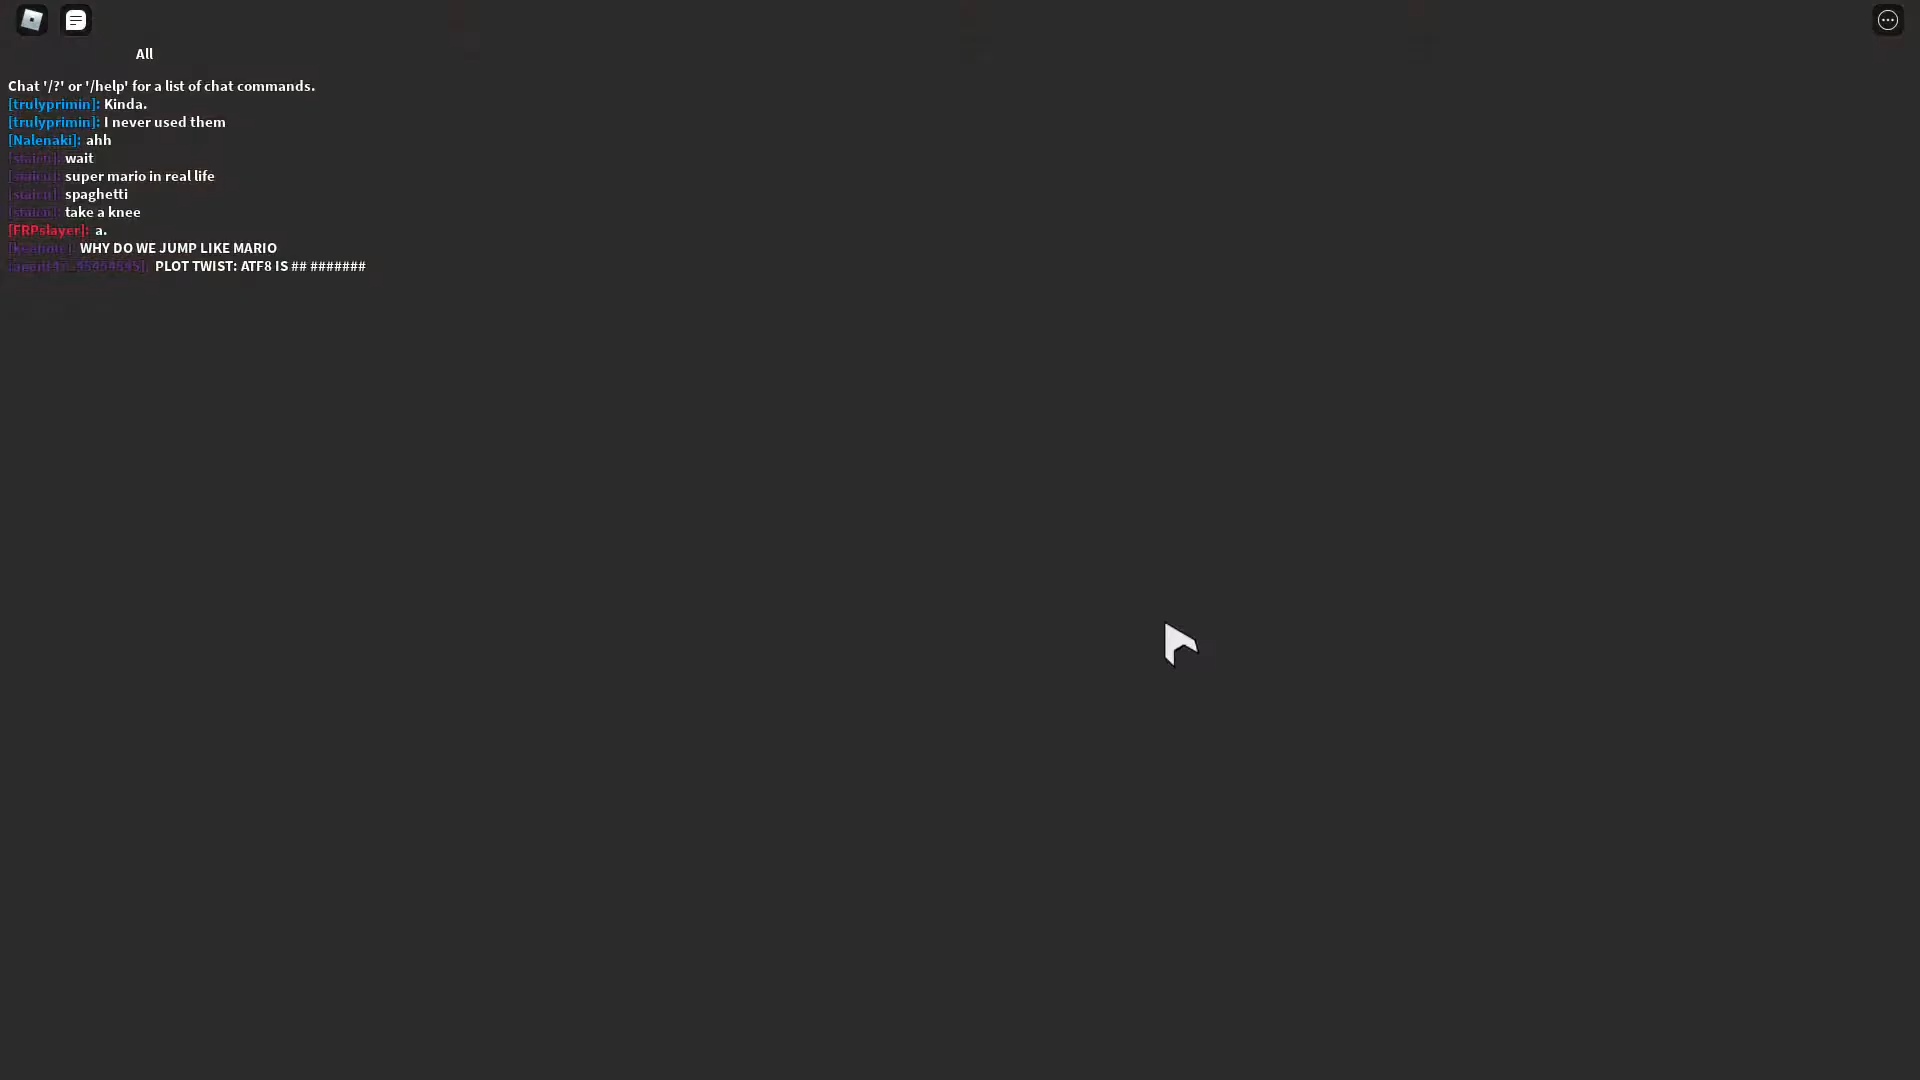 All
Chat '/?' or '/help' for a list of chat commands.
[trulyprimin]: Kinda.
[trulyprimin]: I never used them
[Nalenaki]: ahh
wait
super mario in real life
spaghetti
take a knee
[FRPslayer]: a.
WHY DO WE JUMP LIKE MARIO
PLOT TWIST: ATF8 IS ## #######